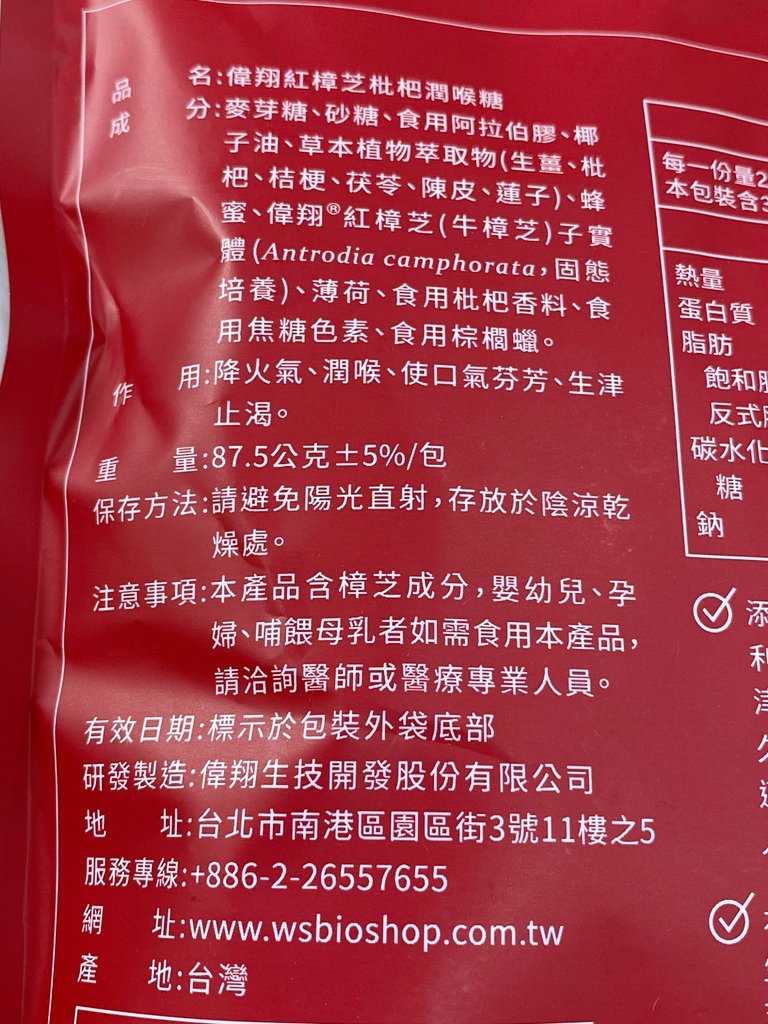 品名:偉翔紅樟芝枇杷潤喉糖
成分:麥芽糖、砂糖、食用阿拉伯膠、椰
子油、草本植物萃取物(生薑、枇
杷、桔梗、茯苓、陳皮、蓮子)、蜂
蜜、偉翔®紅樟芝(牛樟芝)子實
體(Antrodia camphorata,固態
培養)、薄荷、食用枇杷香料、食
用焦糖色素、食用棕櫚蠟。
作用:降火氣、潤喉、使口氣芬芳、生津
止渴。
重量:87.5公克±5%/包
保存方法:請避免陽光直射,存放於陰涼乾
燥處。
注意事項:本產品含樟芝成分,嬰幼兒、孕
婦、哺餵母乳者如需食用本產品,
請洽詢醫師或醫療專業人員。
有效日期:標示於包裝外袋底部
研發製造:偉翔生技開發股份有限公司
地址:台北市南港區園區街3號11樓之5
服務專線:+886-2-26557655
網址:www.wsbioshop.com.tw
產地:台灣
每一份量2
本包裝含3
熱量
蛋白質
脂肪
飽和
反式
碳水化
糖
鈉
添
利
津